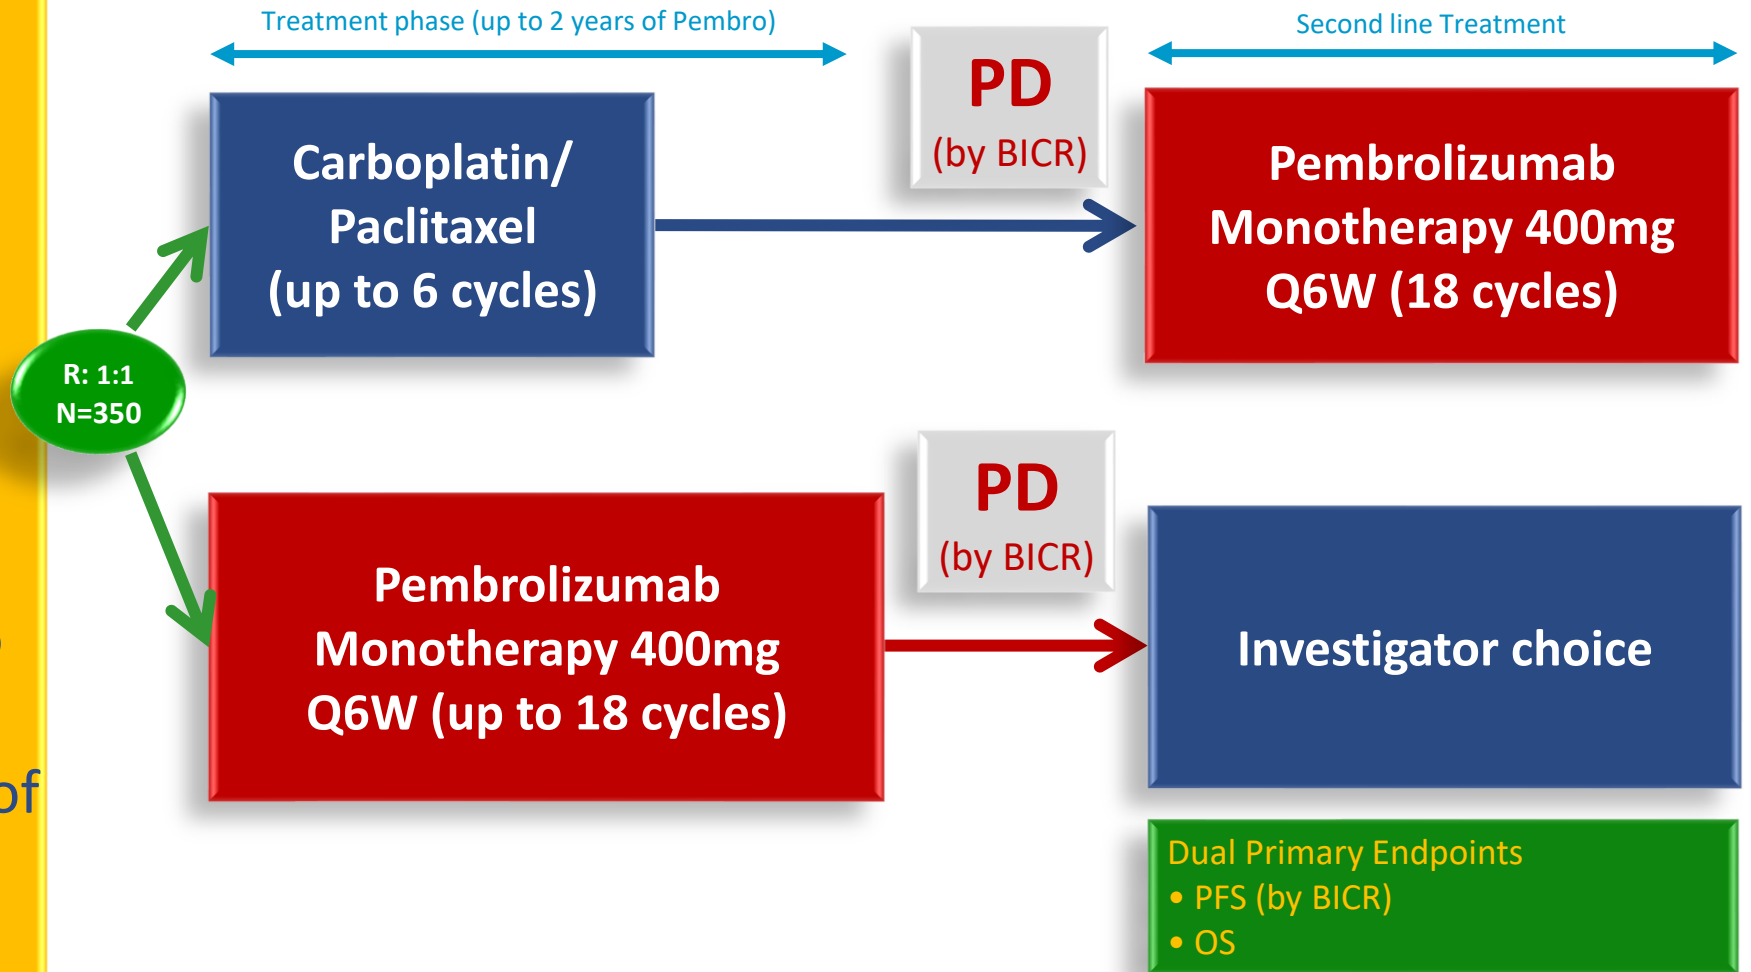 Treatment phase (up to 2 years of Pembro)
Second line Treatment
PD
(by BICR)
Carboplatin/
Paclitaxel
(up to 6 cycles)
Pembrolizumab
Monotherapy 400mg
Q6W (18 cycles)
R: 1:1
N=350
PD
(by BICR)
Pembrolizumab
Monotherapy 400mg
Q6W (up to 18 cycles)
Investigator choice
of
Dual Primary Endpoints
• PFS (by BICR)
• OS